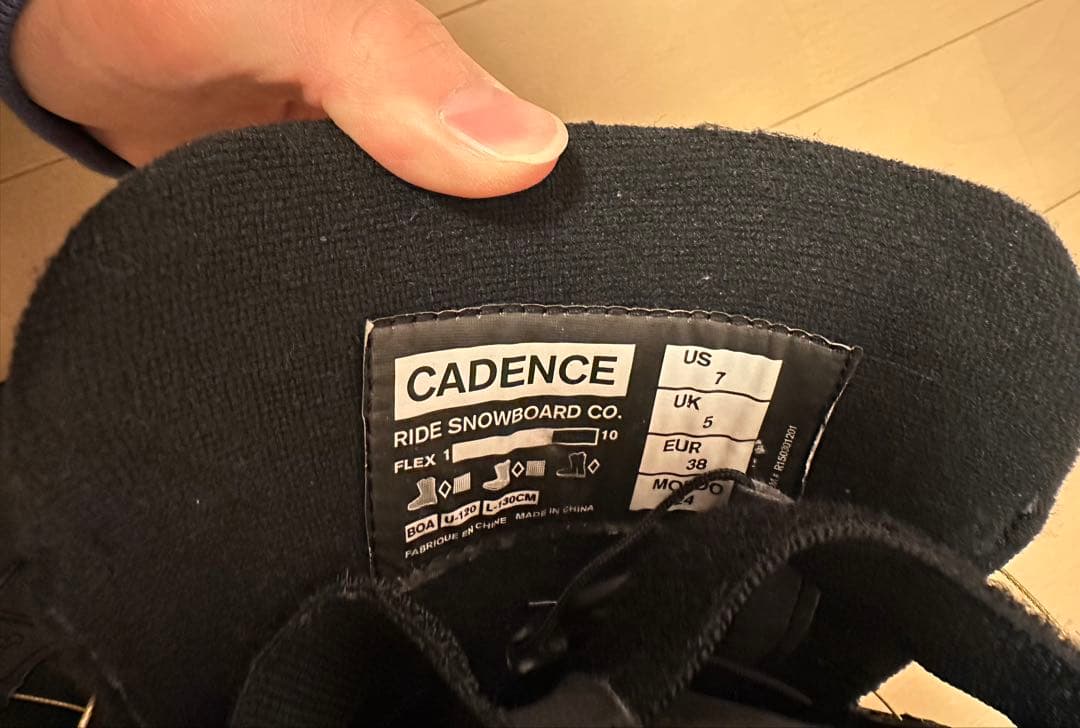 CADENCE
RIDE SNOWBOARD CO.
FLEX 1 10
BOA U-120 L-130CM
FABRIQUE EN CHINE MADE IN CHINA
US
7
UK
5
EUR
38
R150301201